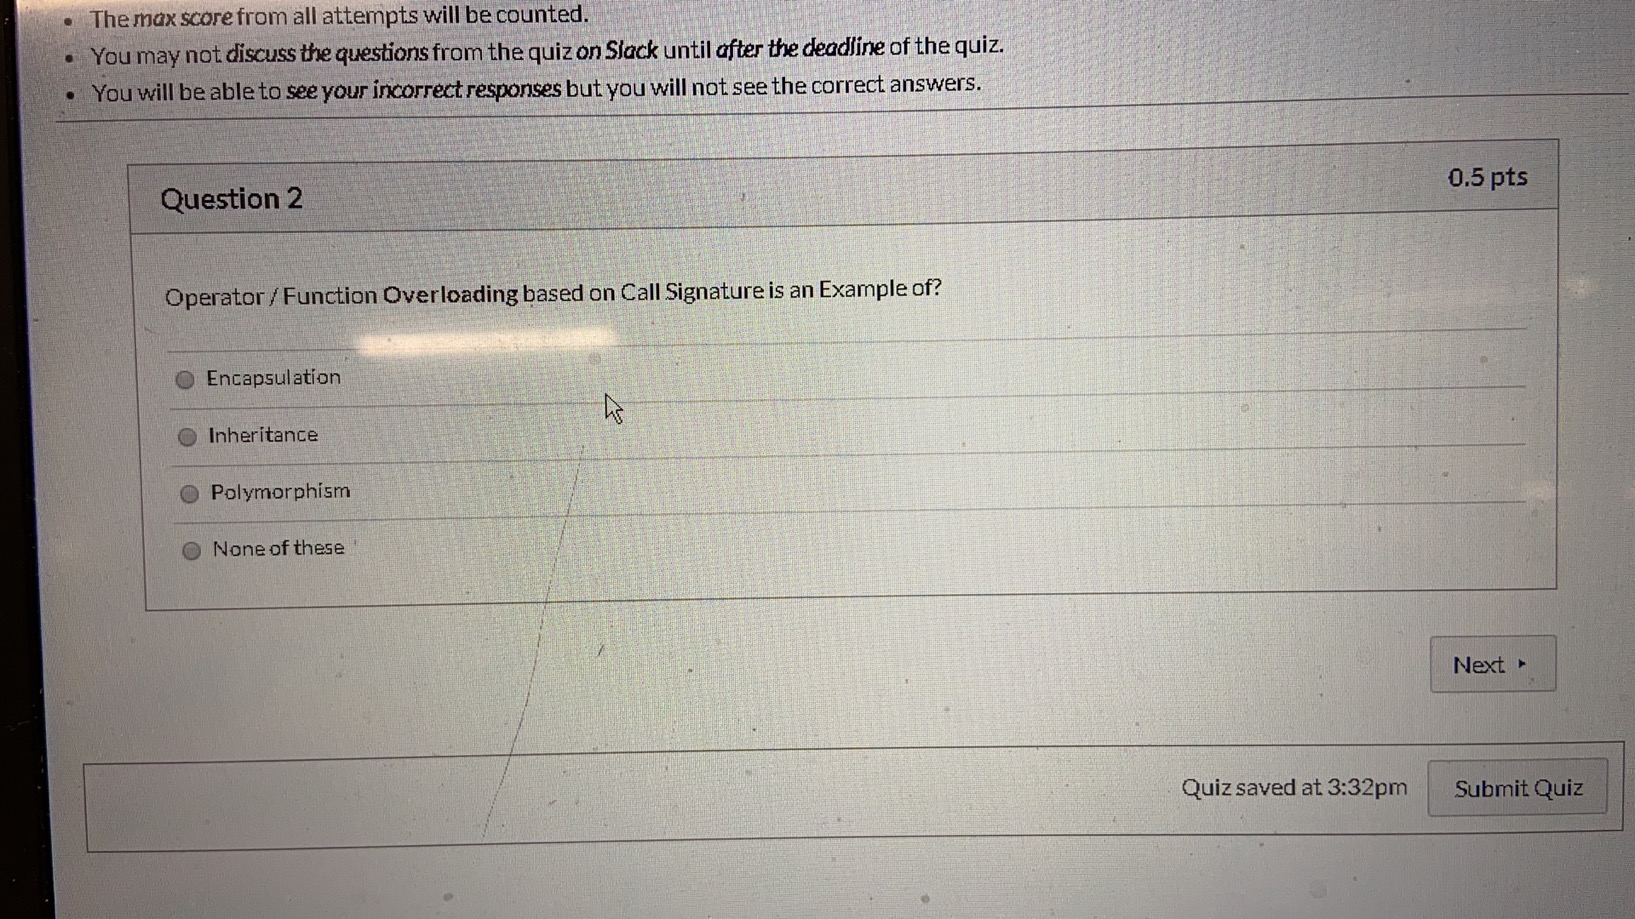 The max score from all attempts will be counted.
You may not discuss the questions from the quiz on Slack until after the deadline of the quiz.
You will be able to see your incorrect responses but you will not see the correct answers.
Question 2
0.5 pts
Operator / Function Overloading based on Call Signature is an Example of?
Encapsulation
Inheritance
Polymorphism
None of these
Next
Quiz saved at 3:32pm
Submit Quiz